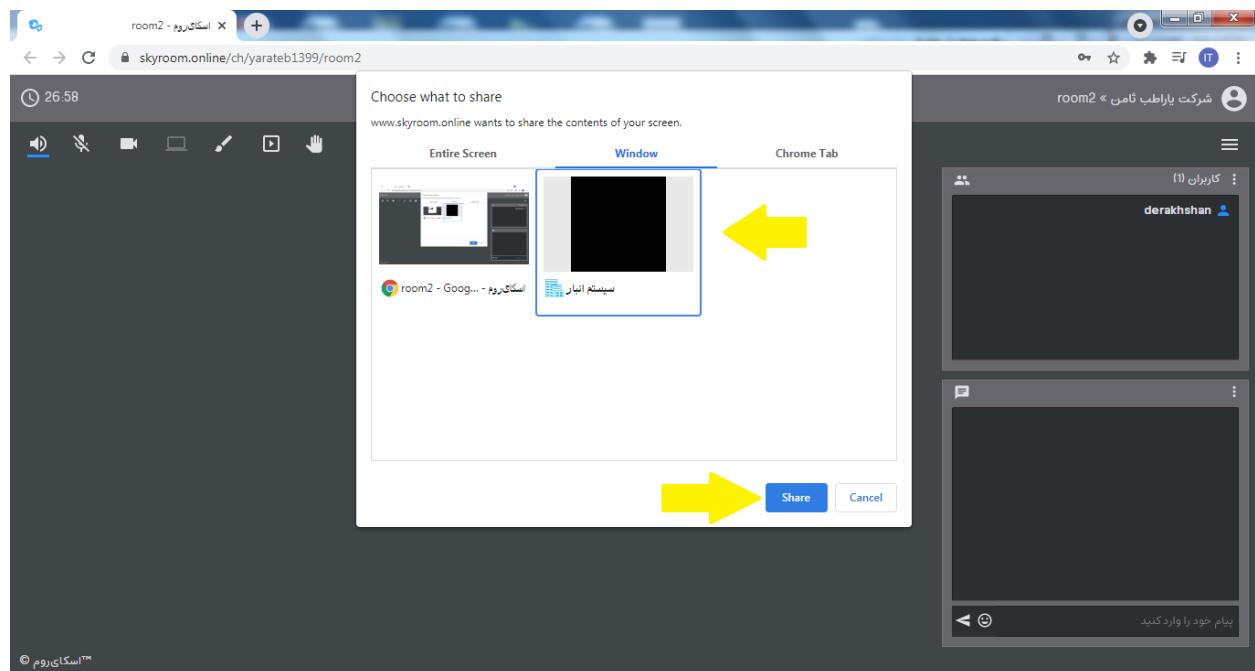 اسکای‌روم - room2
skyroom.online/ch/yarateb1399/room2
IT
26:58
شرکت یاراطب ثامن » room2
Choose what to share
www.skyroom.online wants to share the contents of your screen.
Entire Screen
Window
Chrome Tab
اسکای‌روم - room2 - Goog...
سیستم انبار
Share
Cancel
کاربران (1)
derakhshan
پیام خود را وارد کنید
اسکای‌روم™ ©